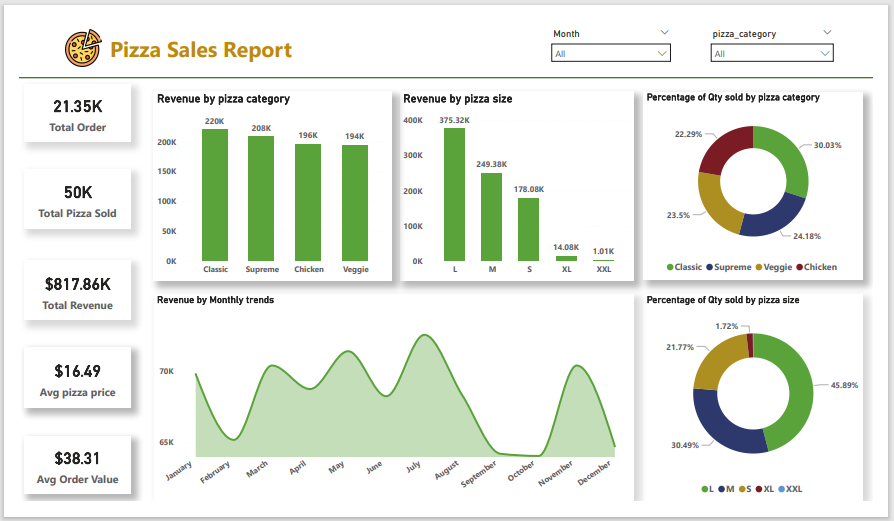 Pizza Sales Report
Month
All
pizza_category
All
21.35K
Total Order
50K
Total Pizza Sold
$817.86K
Total Revenue
$16.49
Avg pizza price
$38.31
Avg Order Value
Revenue by pizza category
200K
150K
100K
50K
0K
220K
208K
196K
194K
Classic
Supreme
Chicken
Veggie
Revenue by pizza size
400K
300K
200K
100K
0K
375.32K
249.38K
178.08K
14.08K
1.01K
L
M
S
XL
XXL
Percentage of Qty sold by pizza category
22.29%
30.03%
23.5%
24.18%
Classic Supreme Veggie Chicken
Revenue by Monthly trends
70K
65K
January
February
March
April
May
June
July
August
September
October
November
December
Percentage of Qty sold by pizza size
1.72%
21.77%
45.89%
30.49%
L M S XL XXL